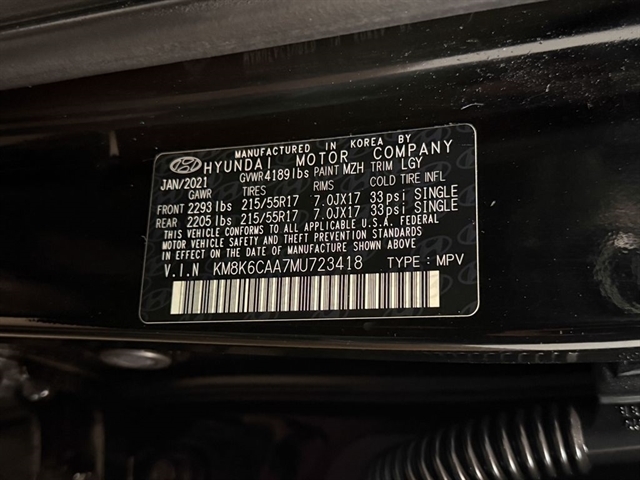 MANUFACTURED IN KOREA BY
HYUNDAI MOTOR COMPANY
JAN/2021 GVWR4189lbs PAINT MZH TRIM LGY
GAWR TIRES RIMS COLD TIRE INFL
FRONT 2293lbs 215/55R17 7.0JX17 33psi SINGLE
REAR 2205lbs 215/55R17 7.0JX17 33psi SINGLE
THIS VEHICLE CONFORMS TO ALL APPLICABLE U.S.A. FEDERAL
MOTOR VEHICLE SAFETY AND THEFT PREVENTION STANDARDS
IN EFFECT ON THE DATE OF MANUFACTURE SHOWN ABOVE.
V.I.N KM8K6CAA7MU723418 TYPE : MPV